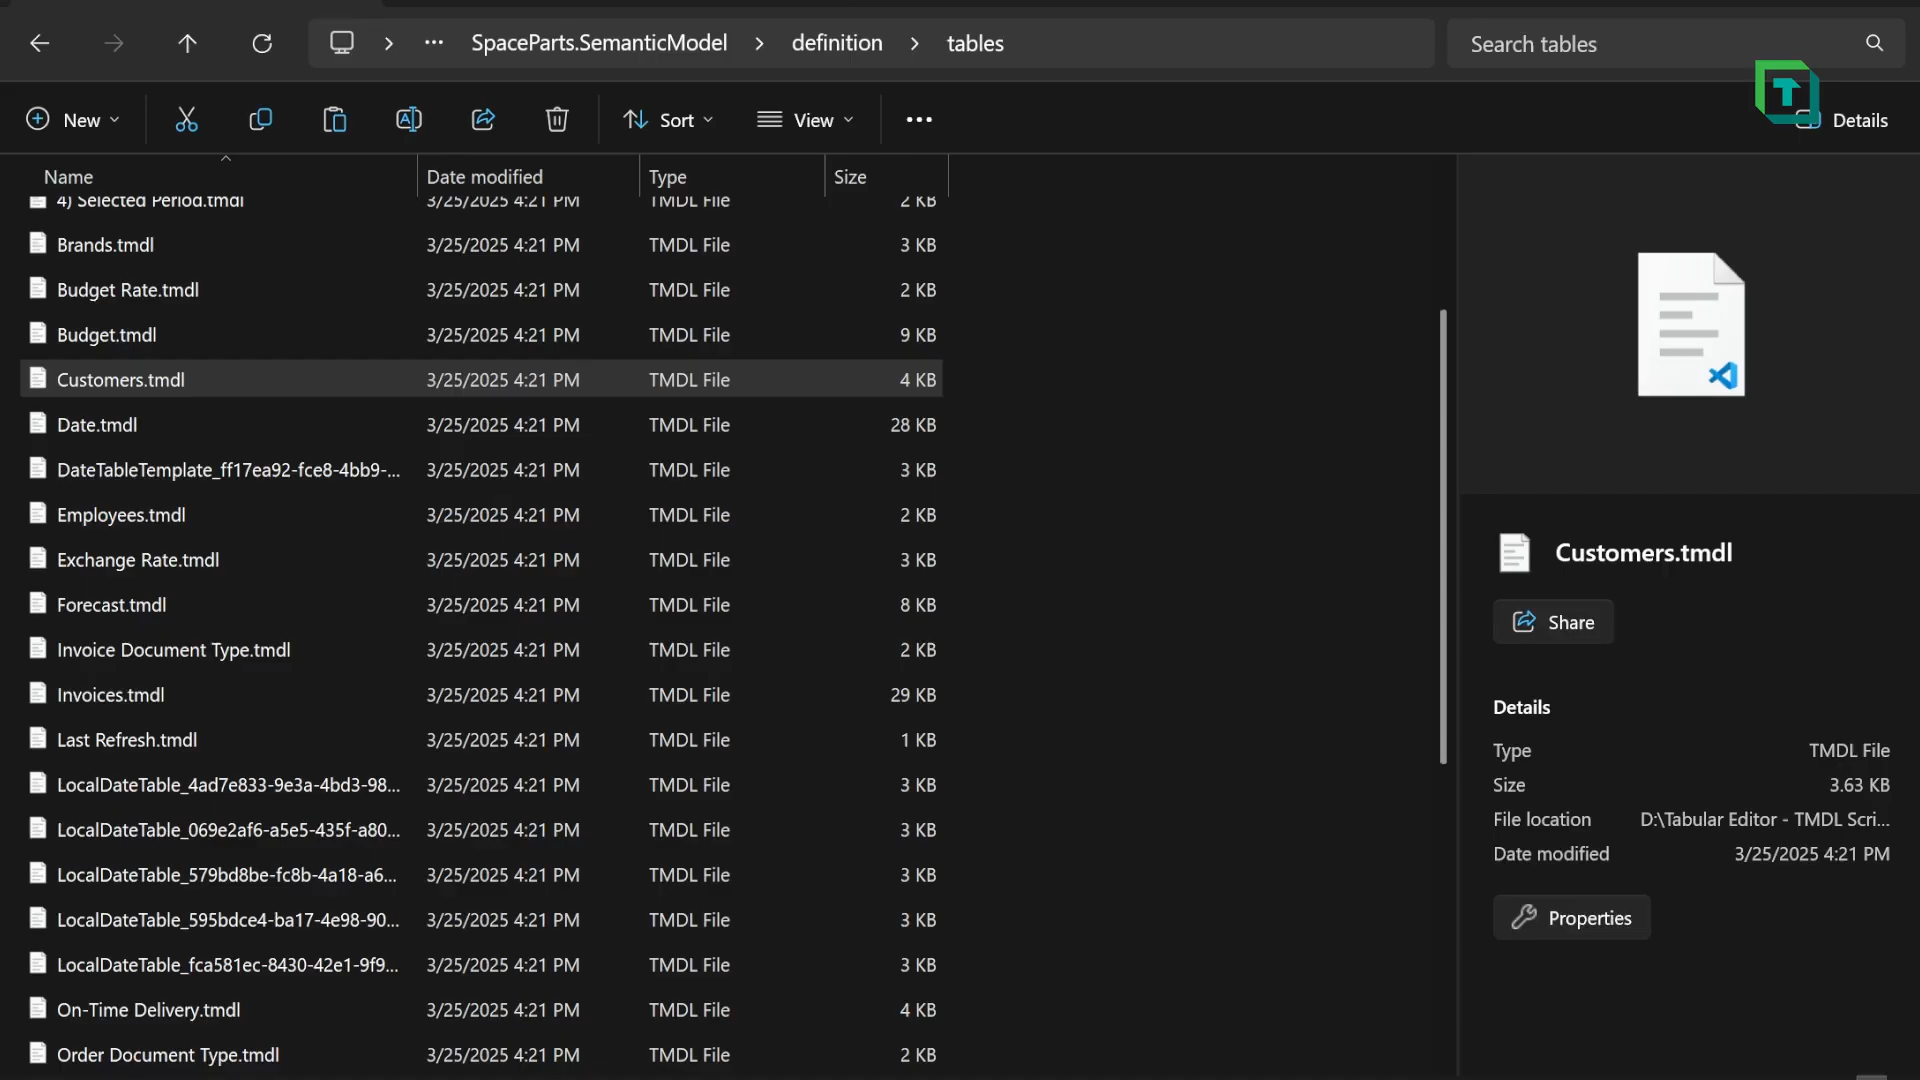 SpaceParts.SemanticModel > definition > tables
Search tables
New
Sort
View
Details
Name Date modified Type Size
4) Selected Period.tmdl 3/25/2025 4:21 PM TMDL File 2 KB
Brands.tmdl 3/25/2025 4:21 PM TMDL File 3 KB
Budget Rate.tmdl 3/25/2025 4:21 PM TMDL File 2 KB
Budget.tmdl 3/25/2025 4:21 PM TMDL File 9 KB
Customers.tmdl 3/25/2025 4:21 PM TMDL File 4 KB
Date.tmdl 3/25/2025 4:21 PM TMDL File 28 KB
DateTableTemplate_ff17ea92-fce8-4bb9-... 3/25/2025 4:21 PM TMDL File 3 KB
Employees.tmdl 3/25/2025 4:21 PM TMDL File 2 KB
Exchange Rate.tmdl 3/25/2025 4:21 PM TMDL File 3 KB
Forecast.tmdl 3/25/2025 4:21 PM TMDL File 8 KB
Invoice Document Type.tmdl 3/25/2025 4:21 PM TMDL File 2 KB
Invoices.tmdl 3/25/2025 4:21 PM TMDL File 29 KB
Last Refresh.tmdl 3/25/2025 4:21 PM TMDL File 1 KB
LocalDateTable_4ad7e833-9e3a-4bd3-98... 3/25/2025 4:21 PM TMDL File 3 KB
LocalDateTable_069e2af6-a5e5-435f-a80... 3/25/2025 4:21 PM TMDL File 3 KB
LocalDateTable_579bd8be-fc8b-4a18-a6... 3/25/2025 4:21 PM TMDL File 3 KB
LocalDateTable_595bdce4-ba17-4e98-90... 3/25/2025 4:21 PM TMDL File 3 KB
LocalDateTable_fca581ec-8430-42e1-9f9... 3/25/2025 4:21 PM TMDL File 3 KB
On-Time Delivery.tmdl 3/25/2025 4:21 PM TMDL File 4 KB
Order Document Type.tmdl 3/25/2025 4:21 PM TMDL File 2 KB
Customers.tmdl
Share
Details
Type TMDL File
Size 3.63 KB
File location D:\Tabular Editor - TMDL Scri...
Date modified 3/25/2025 4:21 PM
Properties